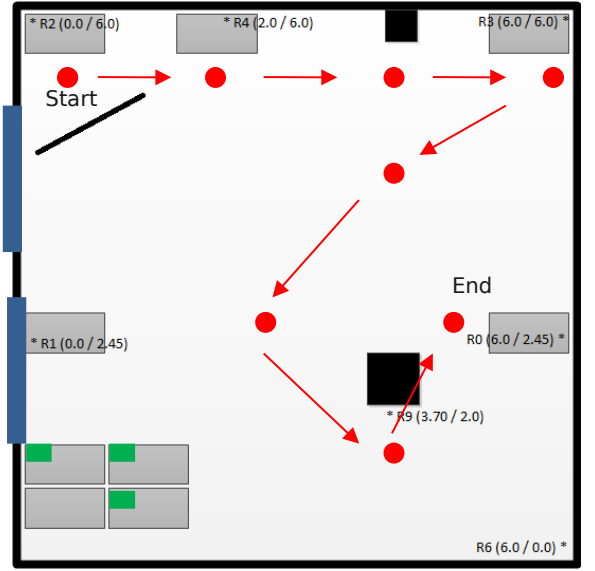 * R2 (0.0 / 6.0)
* R4 (2.0 / 6.0)
R3 (6.0 / 6.0) *
Start
End
* R1 (0.0 / 2.45)
R0 (6.0 / 2.45) *
* R9 (3.70 / 2.0)
R6 (6.0 / 0.0) *